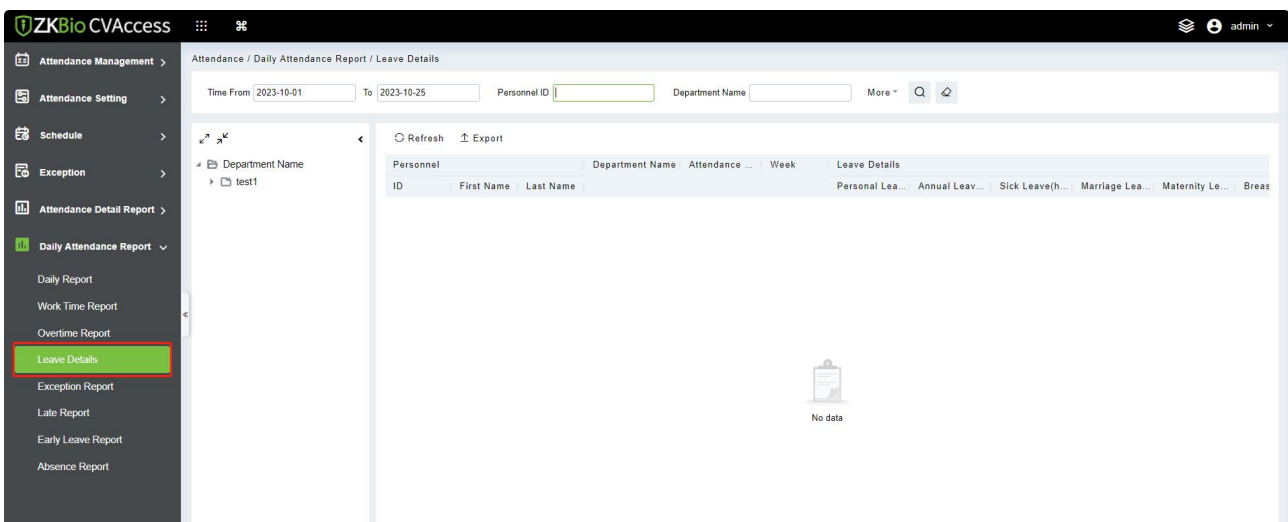 ZKBio CVAccess
admin
Attendance Management
Attendance Setting
Schedule
Exception
Attendance Detail Report
Daily Attendance Report
Daily Report
Work Time Report
Overtime Report
Leave Details
Exception Report
Late Report
Early Leave Report
Absence Report
Attendance / Daily Attendance Report / Leave Details
Time From 2023-10-01 To 2023-10-25 Personnel ID Department Name More
Department Name
test1
Refresh Export
Personnel Department Name Attendance ... Week Leave Details
ID First Name Last Name Personal Lea... Annual Leav... Sick Leave(h... Marriage Lea... Maternity Le... Breas
No data